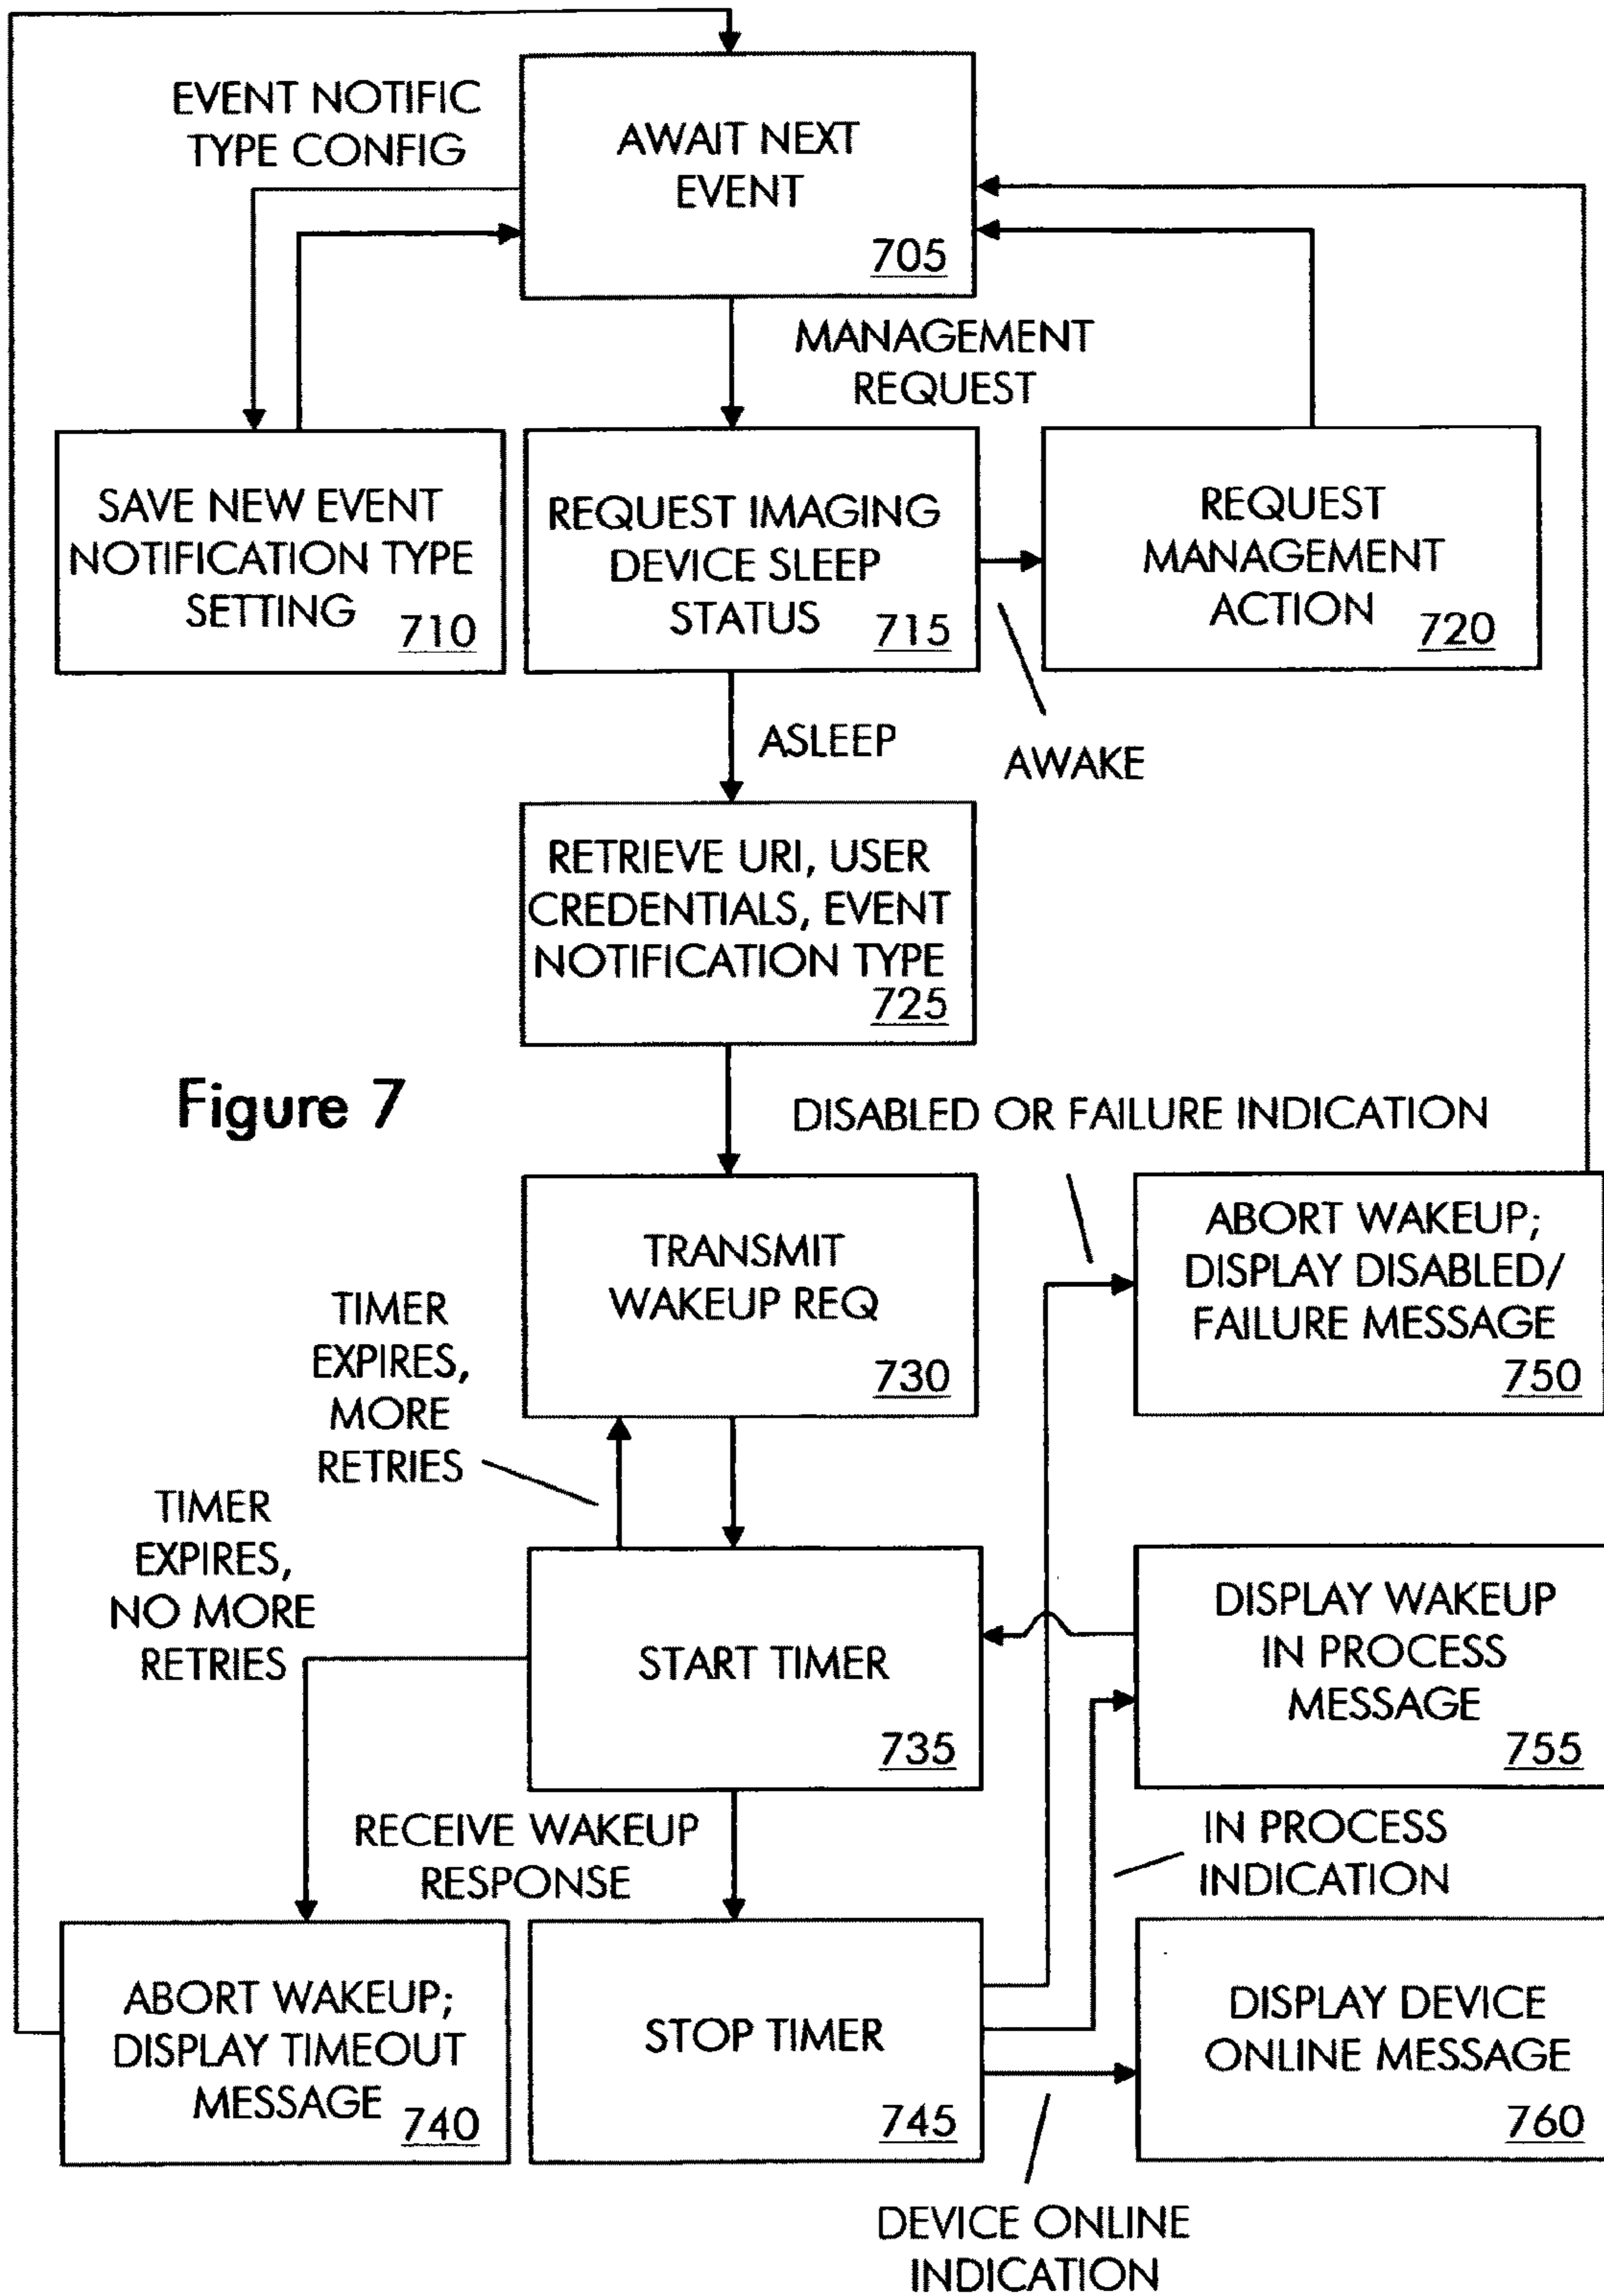 EVENT NOTIFIC
TYPE CONFIG
AWAIT NEXT
EVENT
705
MANAGEMENT
REQUEST
SAVE NEW EVENT
NOTIFICATION TYPE
SETTING
710
REQUEST IMAGING
DEVICE SLEEP
STATUS
715
REQUEST
MANAGEMENT
ACTION
720
ASLEEP
AWAKE
RETRIEVE URI, USER
CREDENTIALS, EVENT
NOTIFICATION TYPE
725
Figure 7
DISABLED OR FAILURE INDICATION
TRANSMIT
WAKEUP REQ
730
ABORT WAKEUP;
DISPLAY DISABLED/
FAILURE MESSAGE
750
TIMER
EXPIRES,
MORE
RETRIES
TIMER
EXPIRES,
NO MORE
RETRIES
START TIMER
735
DISPLAY WAKEUP
IN PROCESS
MESSAGE
755
RECEIVE WAKEUP
RESPONSE
IN PROCESS
INDICATION
ABORT WAKEUP;
DISPLAY TIMEOUT
MESSAGE
740
STOP TIMER
745
DISPLAY DEVICE
ONLINE MESSAGE
760
DEVICE ONLINE
INDICATION